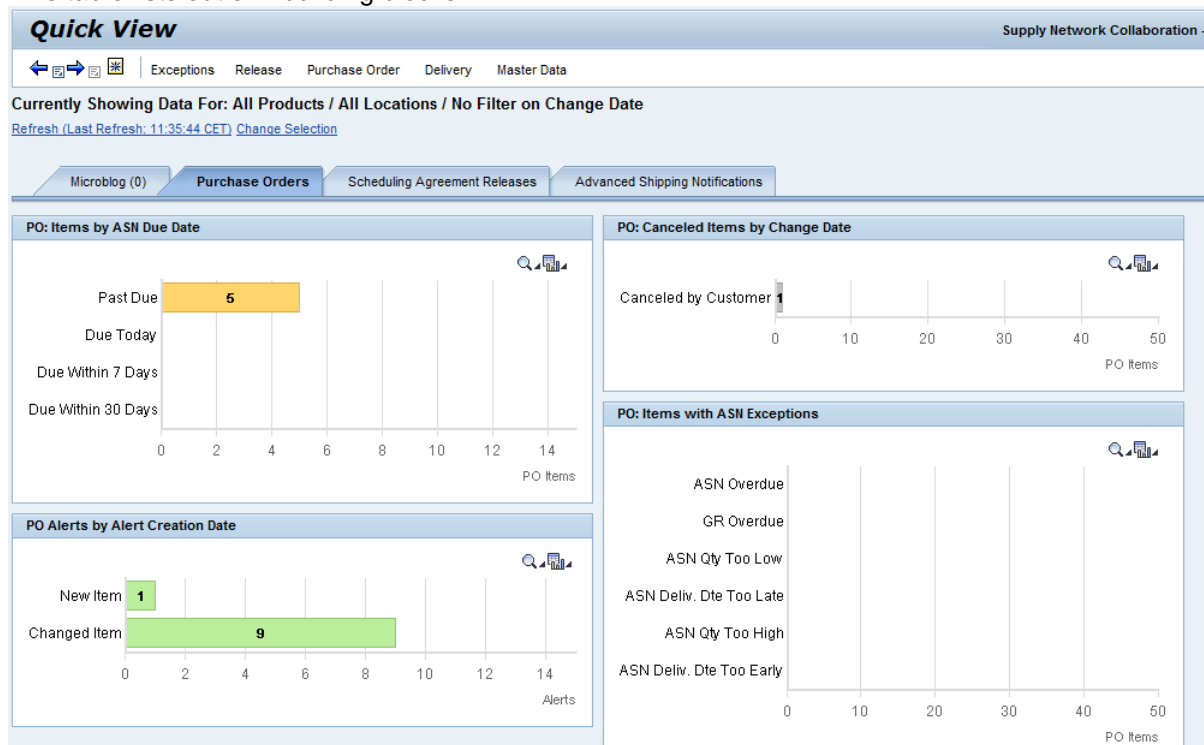 Quick View
Supply Network Collaboration -
Exceptions Release Purchase Order Delivery Master Data
Currently Showing Data For: All Products / All Locations / No Filter on Change Date
Refresh (Last Refresh: 11:35:44 CET) Change Selection
Microblog (0) Purchase Orders Scheduling Agreement Releases Advanced Shipping Notifications
PO: Items by ASN Due Date
Past Due 5
Due Today
Due Within 7 Days
Due Within 30 Days
0 2 4 6 8 10 12 14
PO Items
PO Alerts by Alert Creation Date
New Item 1
Changed Item 9
0 2 4 6 8 10 12 14
Alerts
PO: Canceled Items by Change Date
Canceled by Customer 1
0 10 20 30 40 50
PO Items
PO: Items with ASN Exceptions
ASN Overdue
GR Overdue
ASN Qty Too Low
ASN Deliv. Dte Too Late
ASN Qty Too High
ASN Deliv. Dte Too Early
0 10 20 30 40 50
PO Items